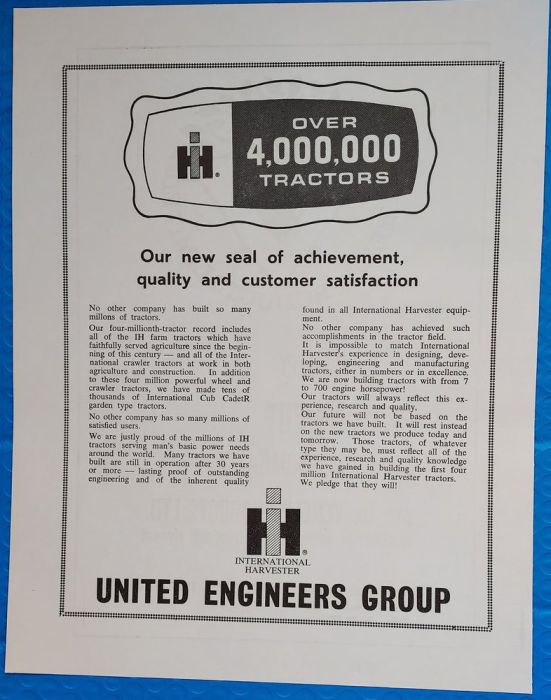 IH®
OVER
4,000,000
TRACTORS
Our new seal of achievement,
quality and customer satisfaction
No other company has built so many
millons of tractors.
Our four-millionth-tractor record includes
all of the IH farm tractors which have
faithfully served agriculture since the begin-
ning of this century — and all of the Inter-
national crawler tractors at work in both
agriculture and construction. In addition
to these four million powerful wheel and
crawler tractors, we have made tens of
thousands of International Cub CadetR
garden type tractors.
No other company has so many millions of
satisfied users.
We are justly proud of the millions of IH
tractors serving man's basic power needs
around the world. Many tractors we have
built are still in operation after 30 years
or more — lasting proof of outstanding
engineering and of the inherent quality
found in all International Harvester equip-
ment.
No other company has achieved such
accomplishments in the tractor field.
It is impossible to match International
Harvester's experience in designing, deve-
loping, engineering and manufacturing
tractors, either in numbers or in excellence.
We are now building tractors with from 7
to 700 engine horsepower!
Our tractors will always reflect this ex-
perience, research and quality.
Our future will not be based on the
tractors we have built. It will rest instead
on the new tractors we produce today and
tomorrow. Those tractors, of whatever
type they may be, must reflect all of the
experience, research and quality knowledge
we have gained in building the first four
million International Harvester tractors.
We pledge that they will!
IH®
INTERNATIONAL
HARVESTER
UNITED ENGINEERS GROUP